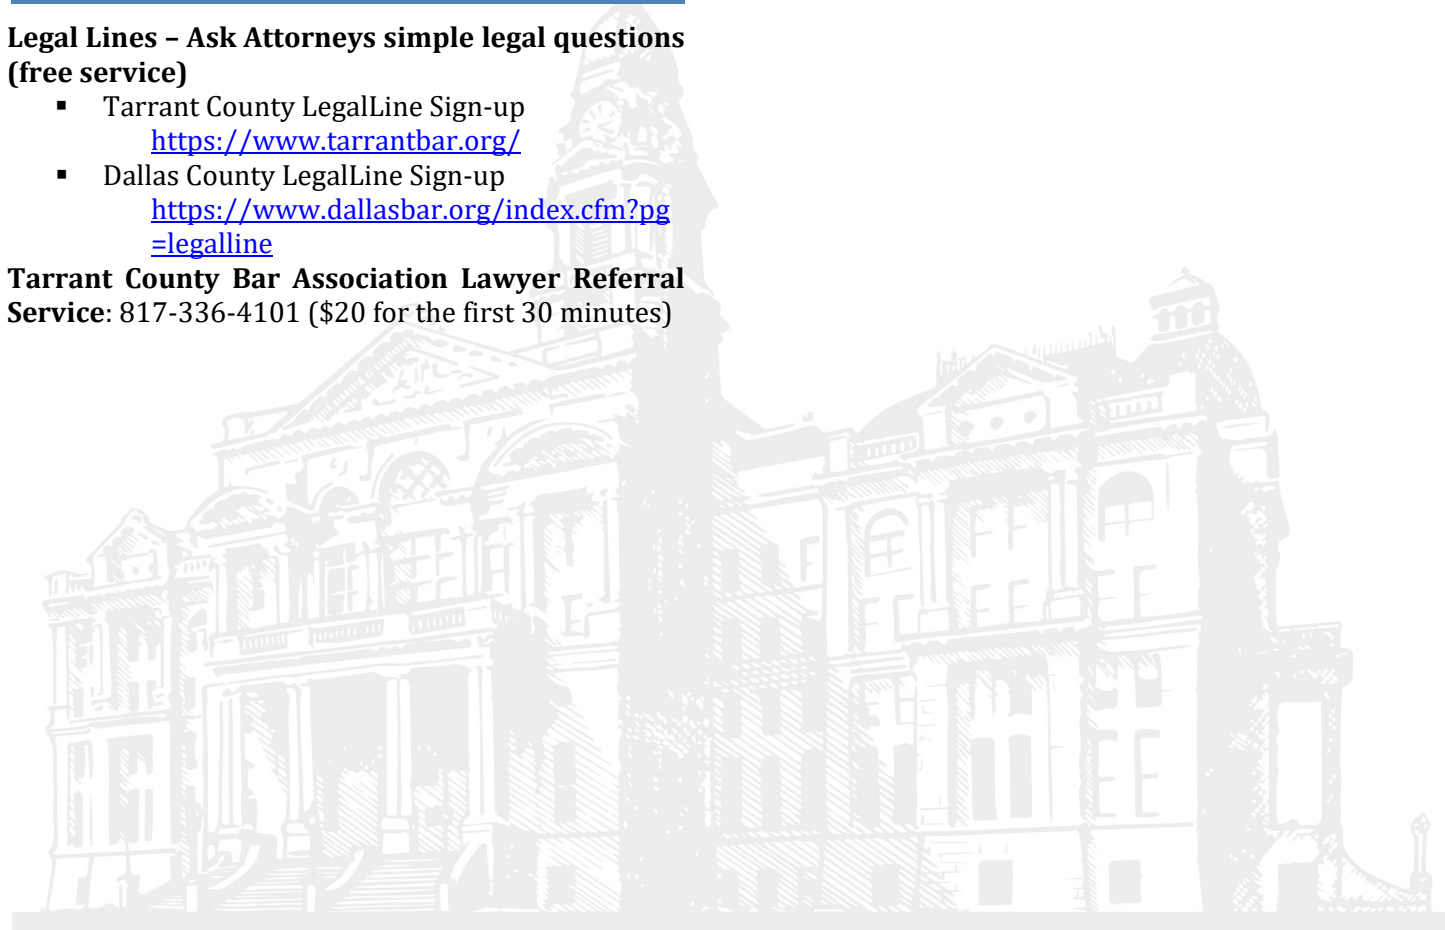 Legal Lines – Ask Attorneys simple legal questions
(free service)
▪ Tarrant County LegalLine Sign-up
https://www.tarrantbar.org/
▪ Dallas County LegalLine Sign-up
https://www.dallasbar.org/index.cfm?pg
=legalline
Tarrant County Bar Association Lawyer Referral
Service: 817-336-4101 ($20 for the first 30 minutes)